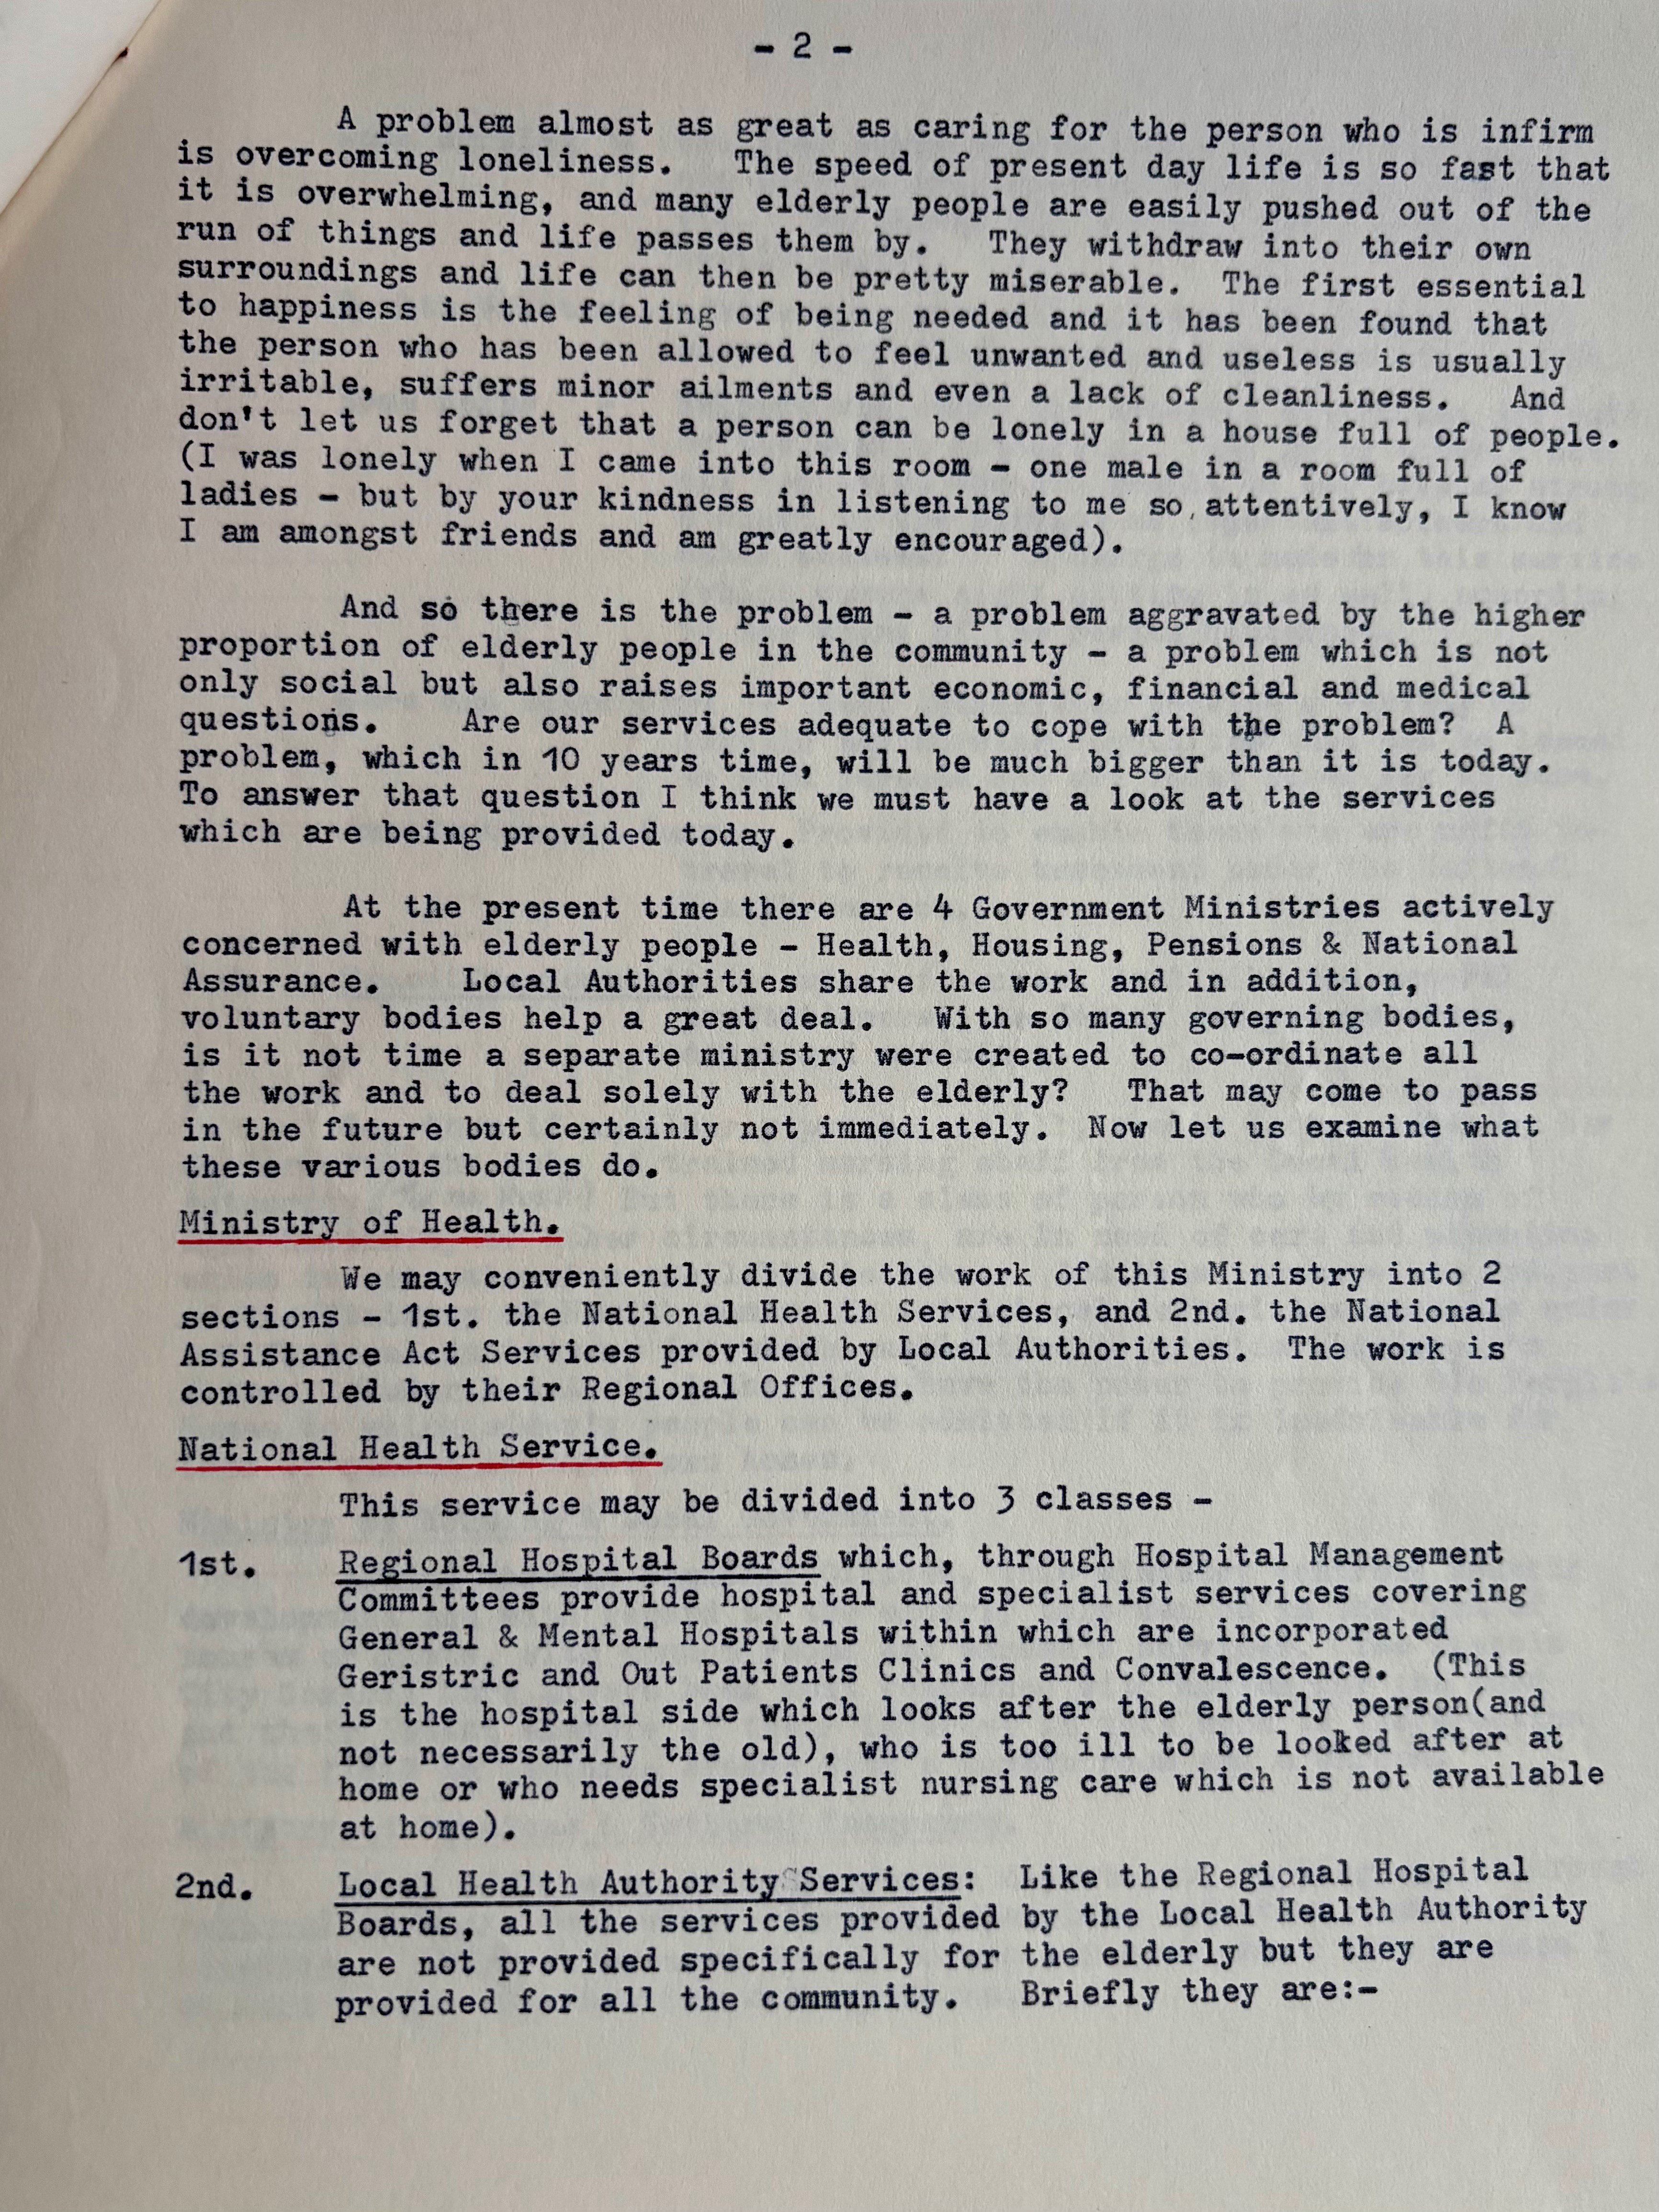 - 2 -
A problem almost as great as caring for the person who is infirm
is overcoming loneliness. The speed of present day life is so fast that
it is overwhelming, and many elderly people are easily pushed out of the
run of things and life passes them by. They withdraw into their own
surroundings and life can then be pretty miserable. The first essential
to happiness is the feeling of being needed and it has been found that
the person who has been allowed to feel unwanted and useless is usually
irritable, suffers minor ailments and even a lack of cleanliness. And
don't let us forget that a person can be lonely in a house full of people.
(I was lonely when I came into this room - one male in a room full of
ladies - but by your kindness in listening to me so, attentively, I know
I am amongst friends and am greatly encouraged).
And so there is the problem - a problem aggravated by the higher
proportion of elderly people in the community - a problem which is not
only social but also raises important economic, financial and medical
questions. Are our services adequate to cope with the problem? A
problem, which in 10 years time, will be much bigger than it is today.
To answer that question I think we must have a look at the services
which are being provided today.
At the present time there are 4 Government Ministries actively
concerned with elderly people - Health, Housing, Pensions & National
Assurance. Local Authorities share the work and in addition,
voluntary bodies help a great deal. With so many governing bodies,
is it not time a separate ministry were created to co-ordinate all
the work and to deal solely with the elderly? That may come to pass
in the future but certainly not immediately. Now let us examine what
these various bodies do.
Ministry of Health.
We may conveniently divide the work of this Ministry into 2
sections - 1st. the National Health Services, and 2nd. the National
Assistance Act Services provided by Local Authorities. The work is
controlled by their Regional Offices.
National Health Service.
This service may be divided into 3 classes -
1st. Regional Hospital Boards which, through Hospital Management
Committees provide hospital and specialist services covering
General & Mental Hospitals within which are incorporated
Geristric and Out Patients Clinics and Convalescence. (This
is the hospital side which looks after the elderly person(and
not necessarily the old), who is too ill to be looked after at
home or who needs specialist nursing care which is not available
at home).
2nd. Local Health Authority Services: Like the Regional Hospital
Boards, all the services provided by the Local Health Authority
are not provided specifically for the elderly but they are
provided for all the community. Briefly they are:-